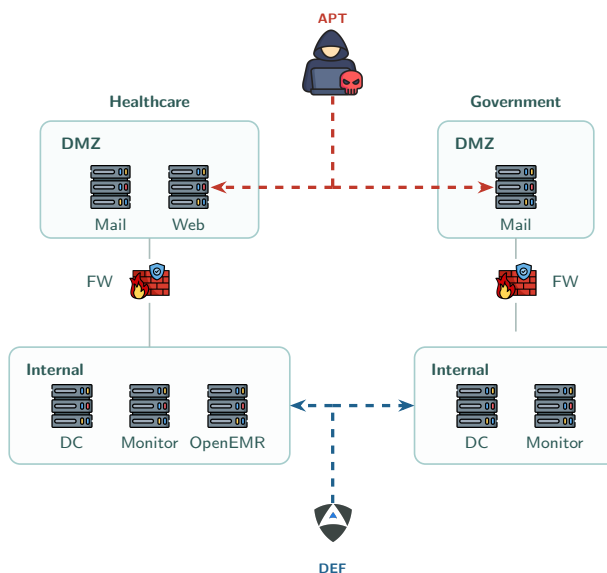 APT
Healthcare
Government
DMZ
DMZ
Mail
Web
Mail
FW
FW
Internal
Internal
DC
Monitor
OpenEMR
DC
Monitor
DEF